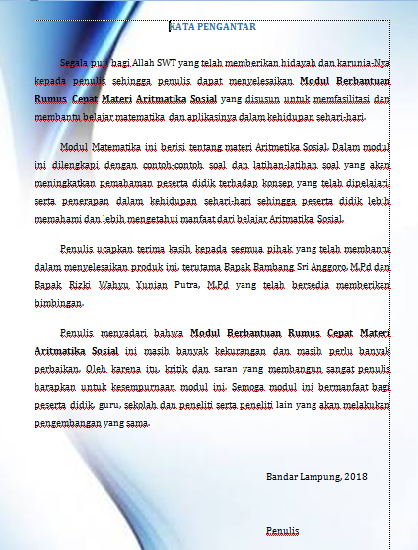 KATA PENGANTAR
Segala puji bagi Allah SWT yang telah memberikan hidayah dan karunia-Nya
kepada penulis sehingga penulis dapat menyelesaikan Modul Berbantuan
Rumus Cepat Materi Aritmatika Sosial yang disusun untuk memfasilitasi dan
membantu belajar matematika dan aplikasinya dalam kehidupan sehari-hari.
Modul Matematika ini berisi tentang materi Aritmetika Sosial. Dalam modul
ini dilengkapi dengan contoh-contoh soal dan latihan-latihan soal yang akan
meningkatkan pemahaman peserta didik terhadap konsep yang telah dipelajari
serta penerapan dalam kehidupan sehari-hari sehingga peserta didik lebih
memahami dan lebih mengetahui manfaat dari belajar Aritmatika Sosial.
Penulis ucapkan terima kasih kepada seemua pihak yang telah membantu
dalam menyelesaikan produk ini, terutama Bapak Bambang Sri Anggoro, M.Pd dan
Bapak Rizki Wahyu Yunian Putra, M.Pd yang telah bersedia memberikan
bimbingan.
Penulis menyadari bahwa Modul Berbantuan Rumus Cepat Materi
Aritmatika Sosial ini masih banyak kekurangan dan masih perlu banyak
perbaikan. Oleh karena itu, kritik dan saran yang membangun sangat penulis
harapkan untuk kesempurnaan modul ini. Semoga modul ini bermanfaat bagi
peserta didik, guru, sekolah dan peneliti serta peneliti lain yang akan melakukan
pengembangan yang sama.
Bandar Lampung, 2018
Penulis